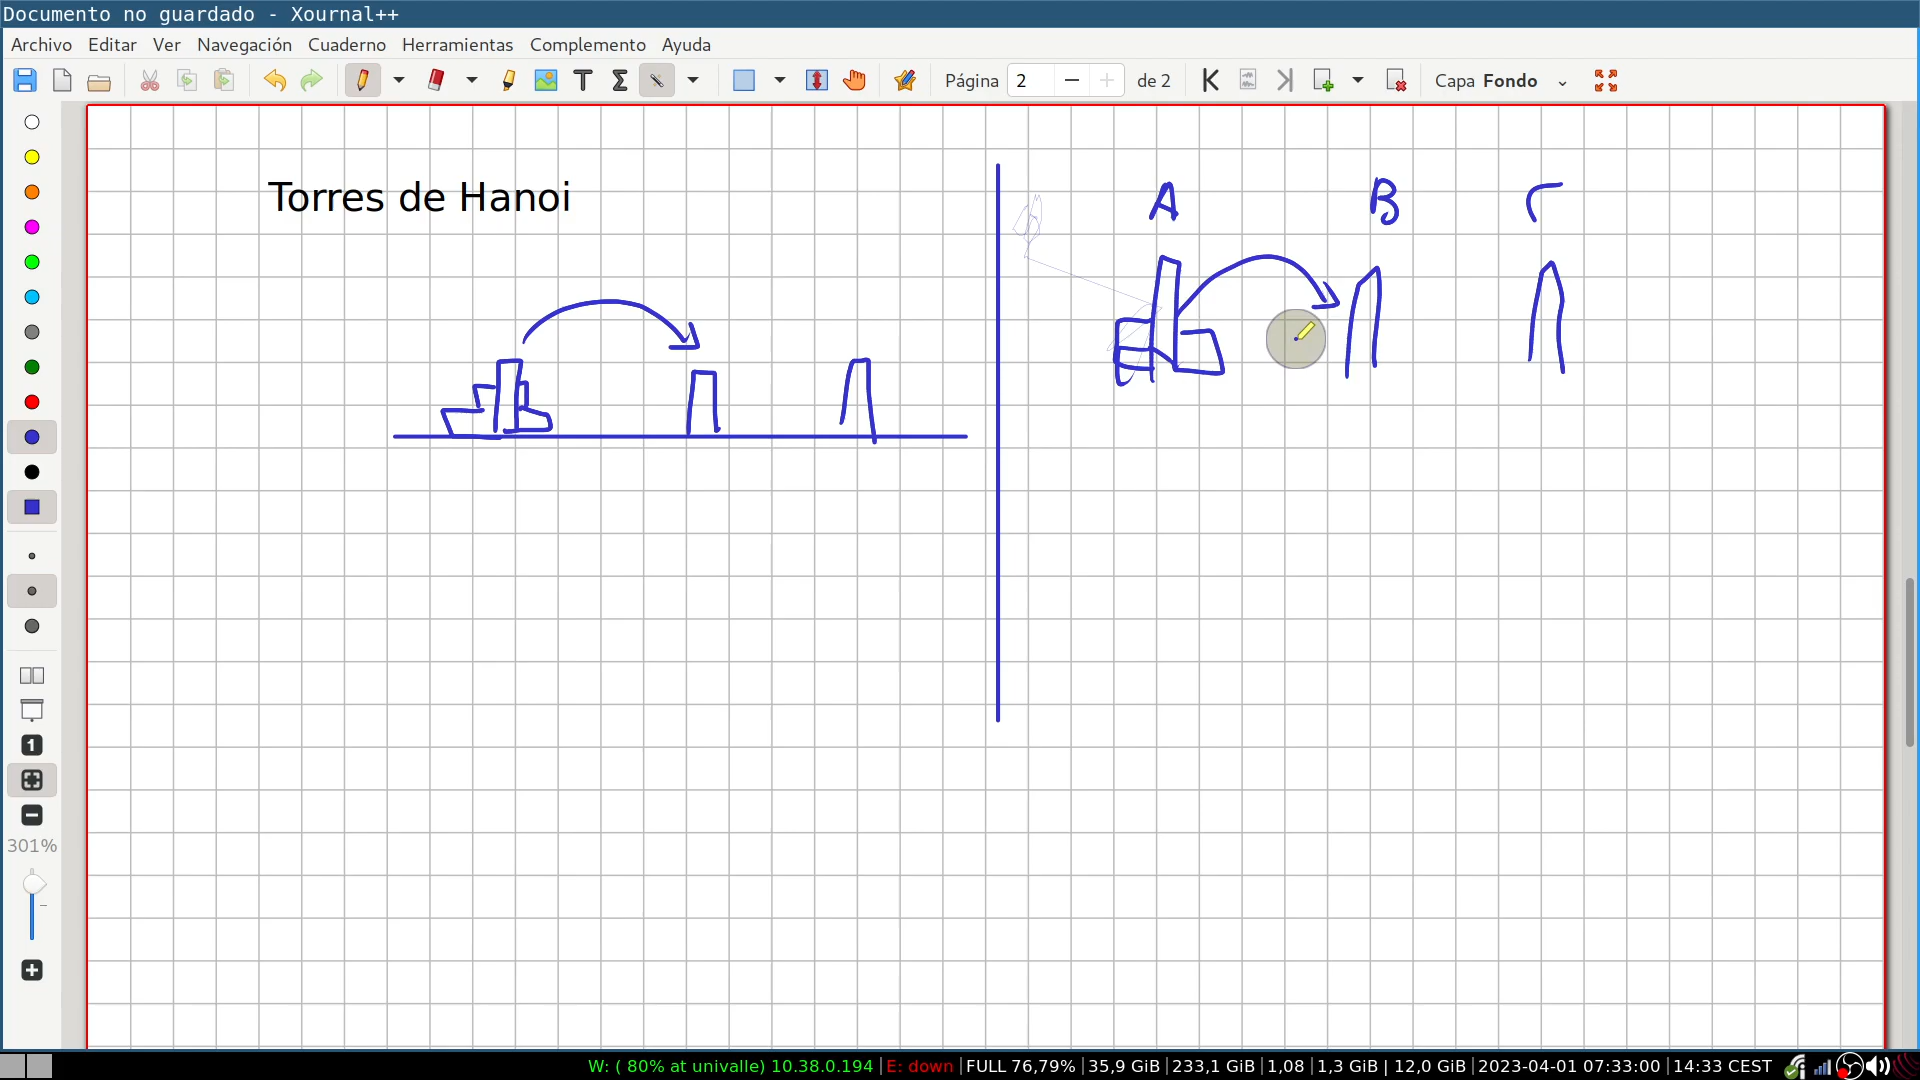 Documento no guardado - Xournal++
Archivo Editar Ver Navegación Cuaderno Herramientas Complemento Ayuda
Página 2 de 2 Capa Fondo
Torres de Hanoi
A B
301%
W: ( 80% at univalle) 10.38.0.194 |E: down |FULL 76,79% |35,9 GiB |233,1 GiB |1,08 |1,3 GiB | 12,0 GiB |2023-04-01 07:33:00 |14:33 CEST